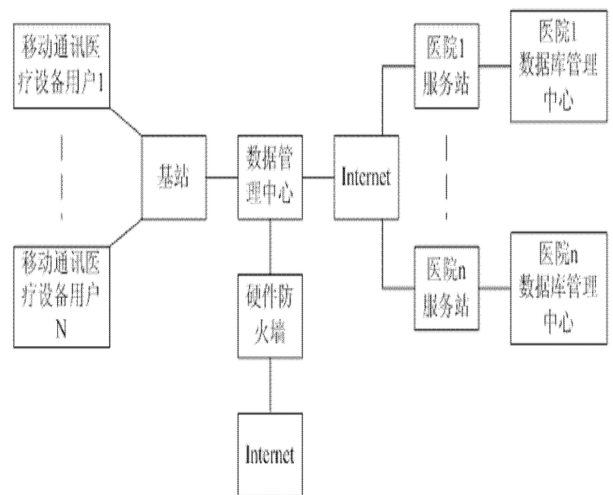 移动通讯医
疗设备用户1
移动通讯医
疗设备用户
N
基站
数据管
理中心
硬件防
火墙
Internet
Internet
医院1
服务站
医院1
数据库管理
中心
医院n
服务站
医院n
数据库管理
中心